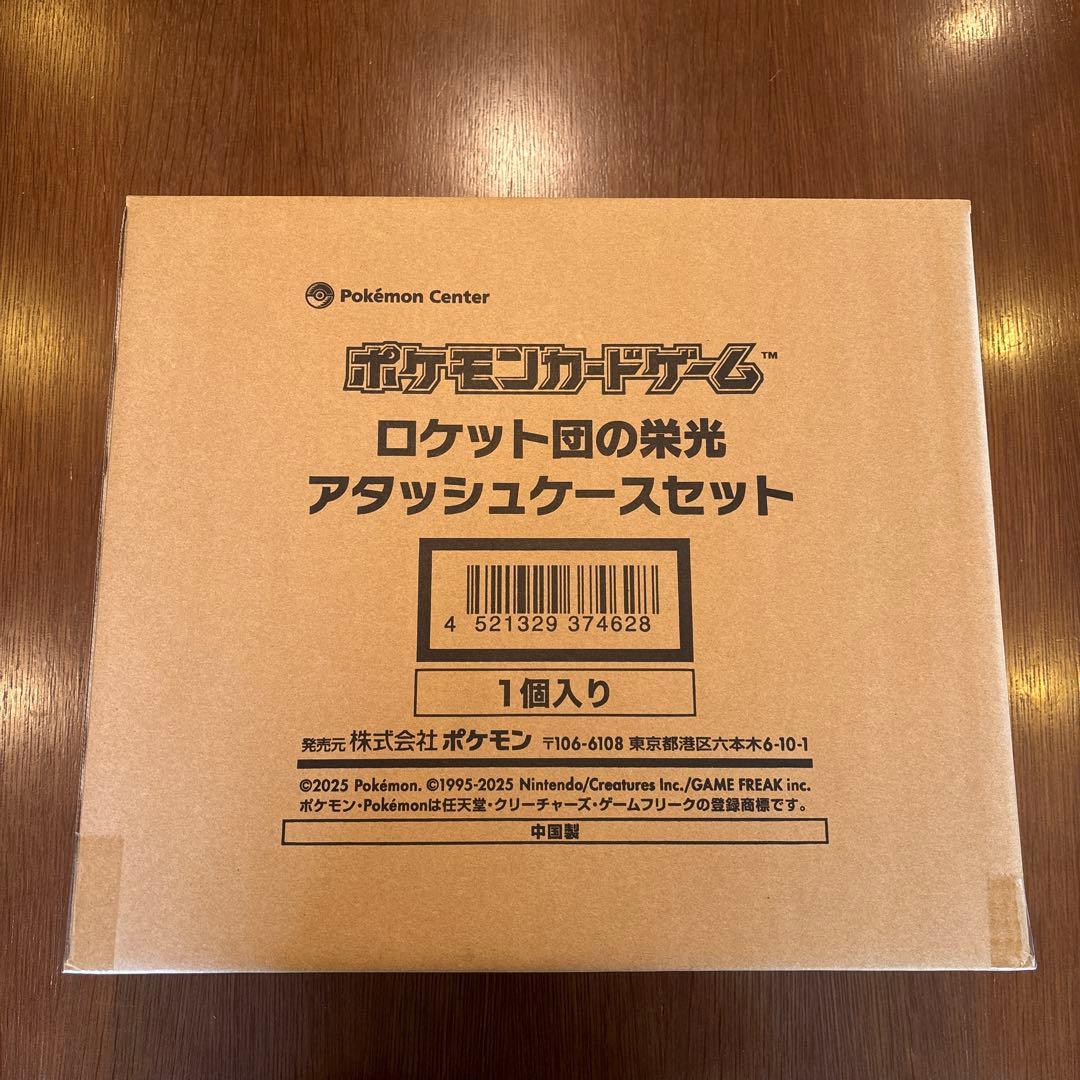 Pokémon Center
ポケモンカードゲーム™
ロケット団の栄光
アタッシュケースセット
4 521329 374628
1個入り
発売元 株式会社 ポケモン 〒106-6108 東京都港区六本木6-10-1
©2025 Pokémon. ©1995-2025 Nintendo/Creatures Inc./GAME FREAK inc.
ポケモン・Pokémonは任天堂・クリーチャーズ・ゲームフリークの登録商標です。
中国製